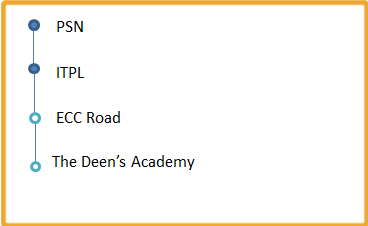 PSN
ITPL
ECC Road
The Deen’s Academy